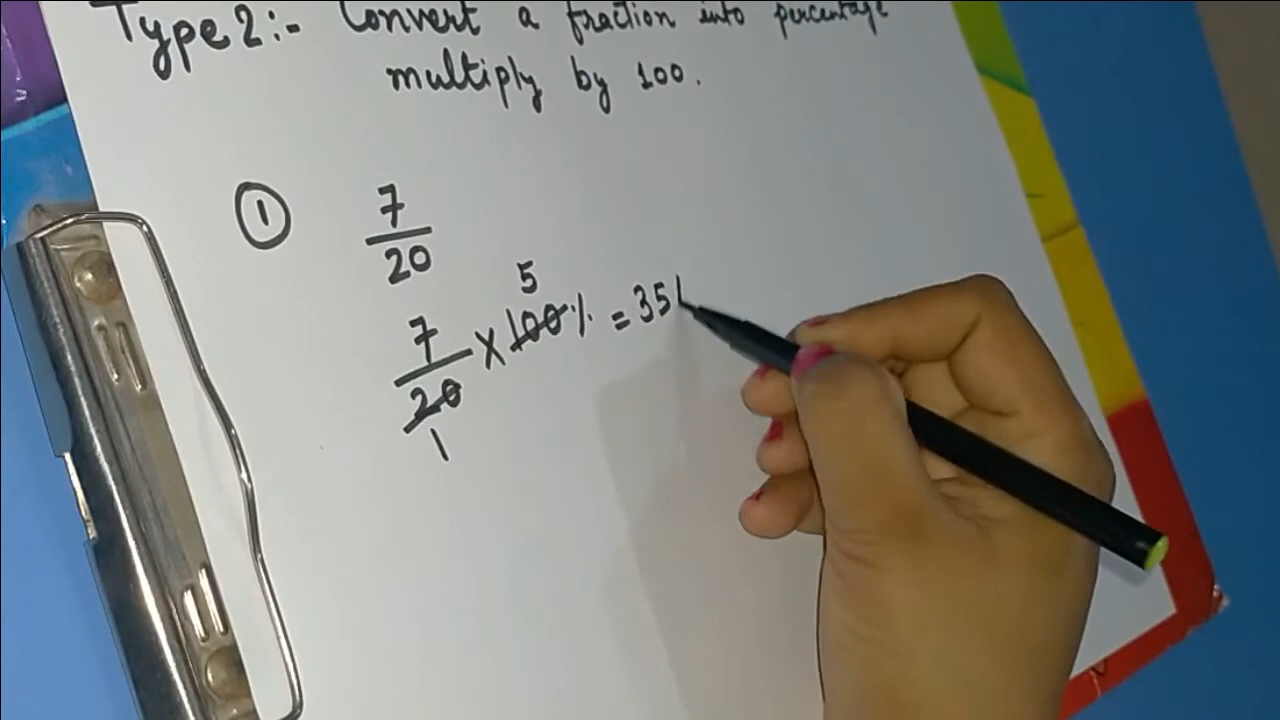 Type 2:- Convert a fraction into percentage
multiply by 100.
① 7/20
7/20 × 100% = 35
5
1